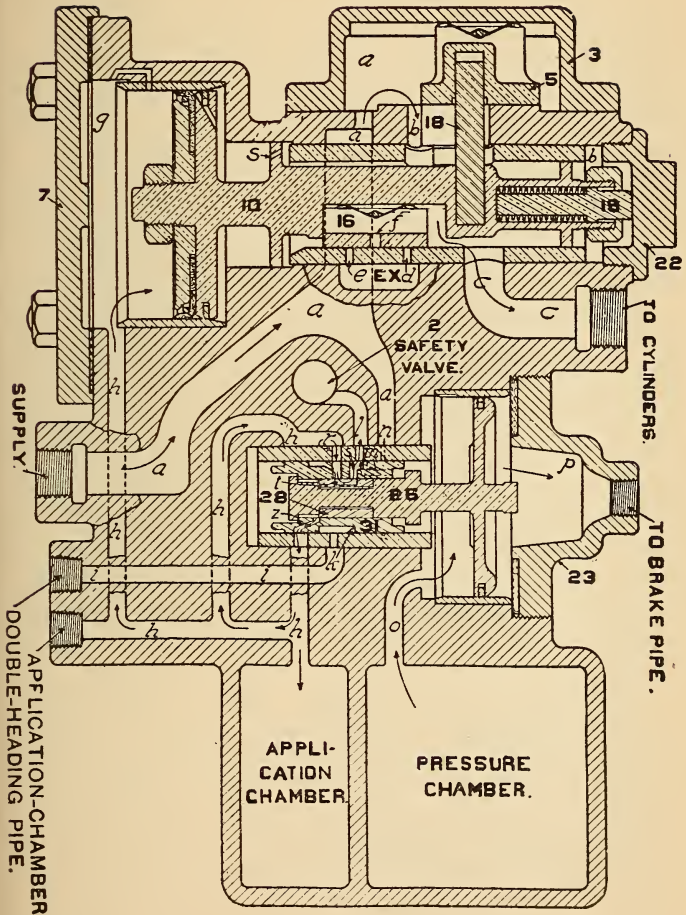 3
a
5
g
a
b
18
s
b
7
10
16
f
18
22
e EX d
c
c
a
2
SAFETY
VALVE.
TO CYLINDERS.
h
a
l
n
SUPPLY.
a
h
r
p
28
26
h
h
z
31
k
23
TO BRAKE PIPE.
l
l
h
h
h
o
DOUBLE-HEADING PIPE.
APPLICATION-CHAMBER
APPLI-
CATION
CHAMBER.
PRESSURE
CHAMBER.